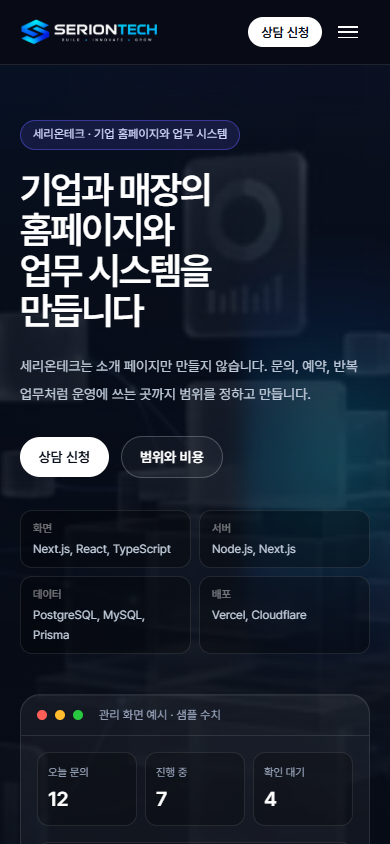 SERIONTECH
BUILD • INNOVATE • GROW
상담 신청
세리온테크 · 기업 홈페이지와 업무 시스템
기업과 매장의
홈페이지와
업무 시스템을
만듭니다
세리온테크는 소개 페이지만 만들지 않습니다. 문의, 예약, 반복
업무처럼 운영에 쓰는 곳까지 범위를 정하고 만듭니다.
상담 신청
범위와 비용
화면
Next.js, React, TypeScript
서버
Node.js, Next.js
데이터
PostgreSQL, MySQL,
Prisma
배포
Vercel, Cloudflare
관리 화면 예시 · 샘플 수치
오늘 문의
12
진행 중
7
확인 대기
4